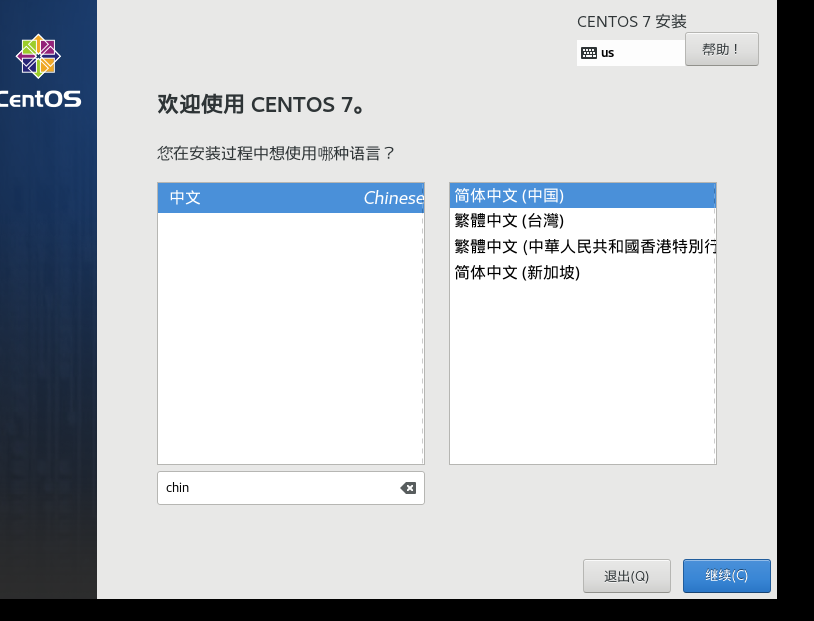 CENTOS 7 安装
us
帮助！
CentOS
欢迎使用 CENTOS 7。
您在安装过程中想使用哪种语言？
中文 Chinese
简体中文 (中国)
繁體中文 (台灣)
繁體中文 (中華人民共和國香港特別行
简体中文 (新加坡)
chin
退出(Q)
继续(C)